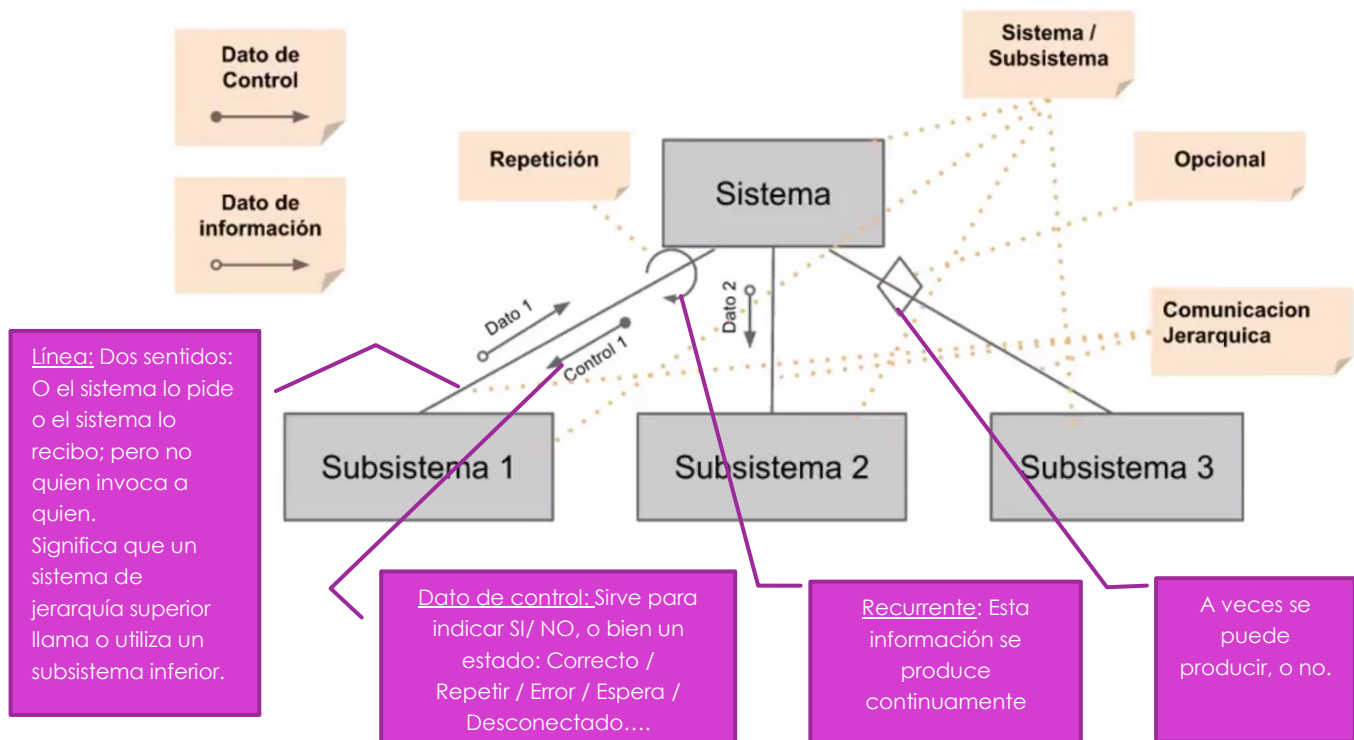 Dato de
Control
Dato de
información
Repetición
Sistema /
Subsistema
Opcional
Comunicacion
Jerarquica
Sistema
Dato 1
Control 1
Dato 2
Subsistema 1
Subsistema 2
Subsistema 3
Línea: Dos sentidos:
O el sistema lo pide
o el sistema lo
recibo; pero no
quien invoca a
quien.
Significa que un
sistema de
jerarquía superior
llama o utiliza un
subsistema inferior.
Dato de control: Sirve para
indicar SI/ NO, o bien un
estado: Correcto /
Repetir / Error / Espera /
Desconectado….
Recurrente: Esta
información se
produce
continuamente
A veces se
puede
producir, o no.